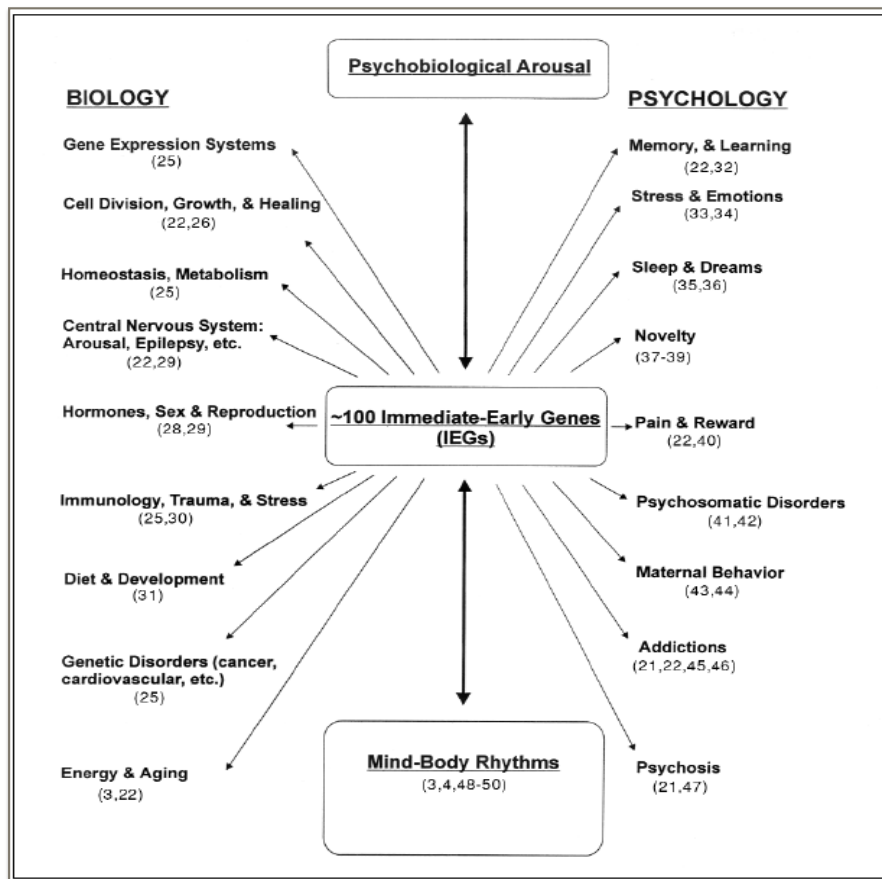 Psychobiological Arousal
BIOLOGY
Gene Expression Systems
(25)
Cell Division, Growth, & Healing
(22,26)
Homeostasis, Metabolism
(25)
Central Nervous System:
Arousal, Epilepsy, etc.
(22,29)
Hormones, Sex & Reproduction
(28,29)
Immunology, Trauma, & Stress
(25,30)
Diet & Development
(31)
Genetic Disorders (cancer,
cardiovascular, etc.)
(25)
Energy & Aging
(3,22)
~100 Immediate-Early Genes
(IEGs)
Mind-Body Rhythms
(3,4,48-50)
PSYCHOLOGY
Memory, & Learning
(22,32)
Stress & Emotions
(33,34)
Sleep & Dreams
(35,36)
Novelty
(37-39)
Pain & Reward
(22,40)
Psychosomatic Disorders
(41,42)
Maternal Behavior
(43,44)
Addictions
(21,22,45,46)
Psychosis
(21,47)